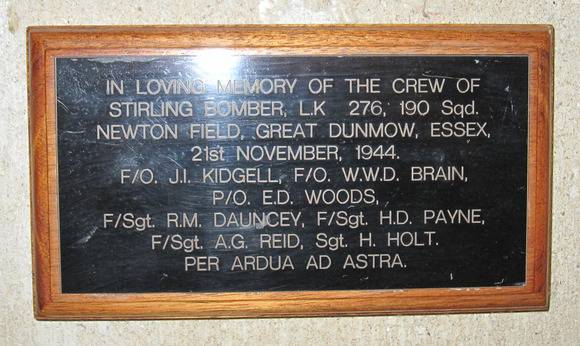 IN LOVING MEMORY OF THE CREW OF
STIRLING BOMBER, L.K 276, 190 Sqd.
NEWTON FIELD, GREAT DUNMOW, ESSEX,
21st NOVEMBER, 1944.
F/O. J.I. KIDGELL, F/O. W.W.D. BRAIN,
P/O. E.D. WOODS,
F/Sgt. R.M. DAUNCEY, F/Sgt. H.D. PAYNE,
F/Sgt. A.G. REID, Sgt. H. HOLT.
PER ARDUA AD ASTRA.